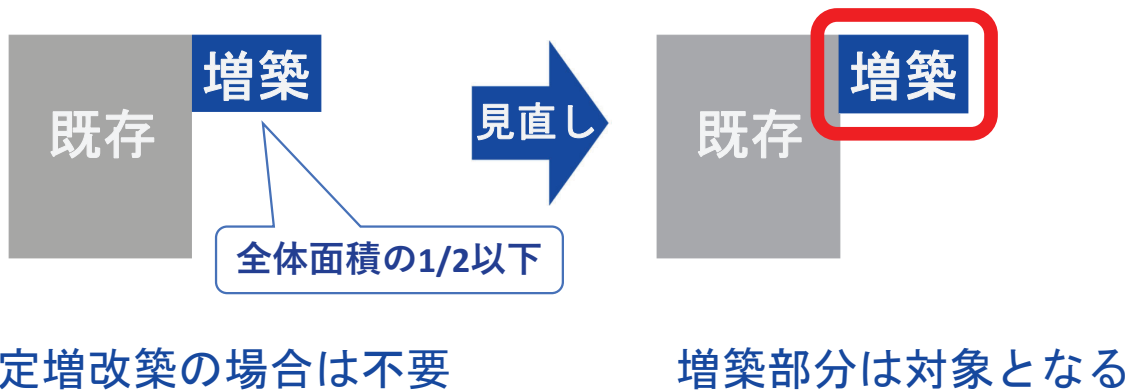 増築
既存
全体面積の1/2以下
見直し
増築
既存
定増改築の場合は不要
増築部分は対象となる